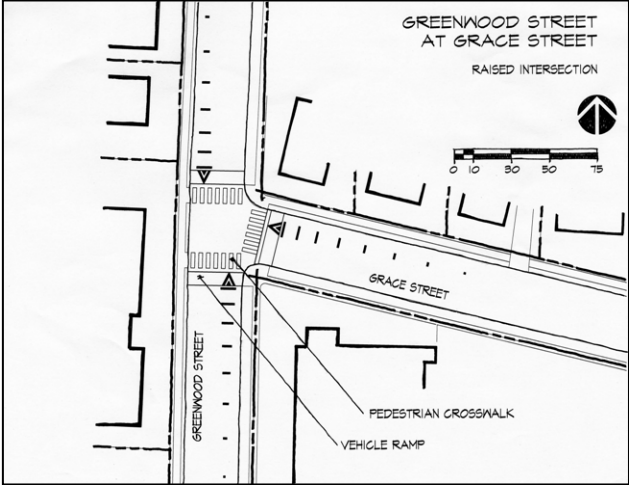 GREENWOOD STREET
AT GRACE STREET
RAISED INTERSECTION
0 10 30 50 75
GRACE STREET
GREENWOOD STREET
PEDESTRIAN CROSSWALK
VEHICLE RAMP